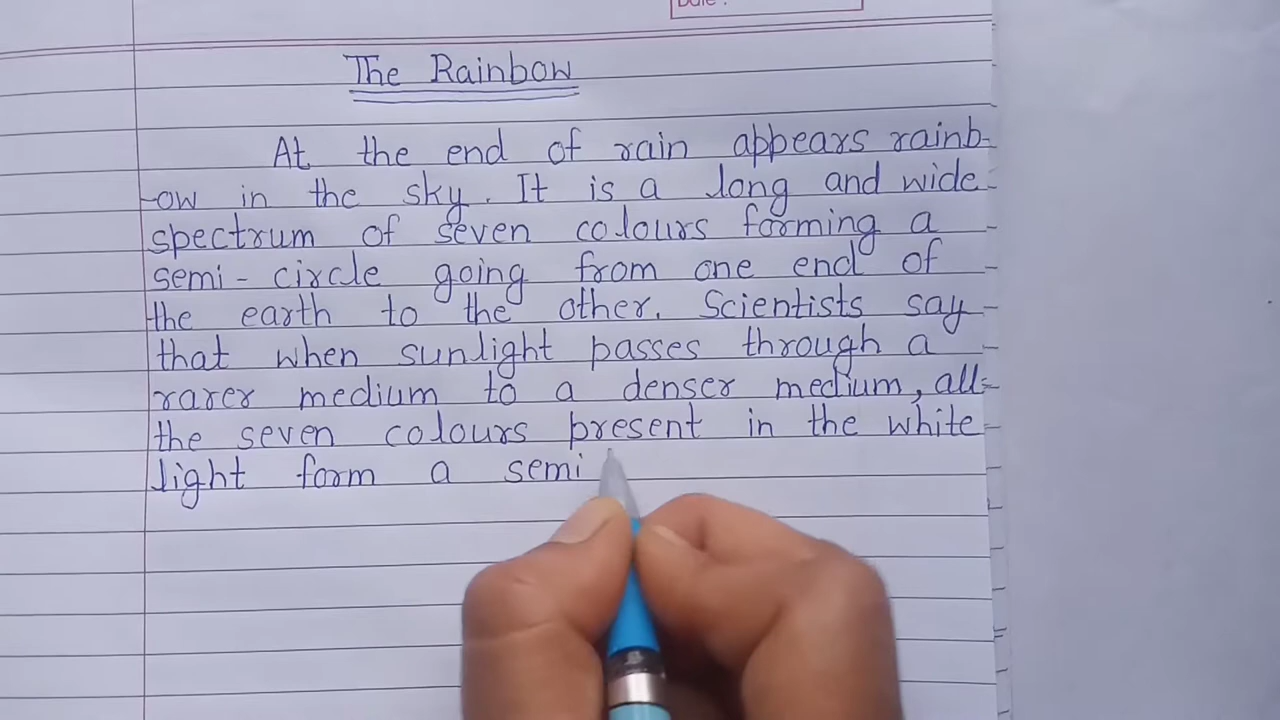 Date :
The Rainbow
At the end of rain appears rainb-
-ow in the sky. It is a long and wide
spectrum of seven colours forming a
semi-circle going from one end of
the earth to the other. Scientists say
that when sunlight passes through a
rarer medium to a denser medium, all
the seven colours present in the white
light form a semi